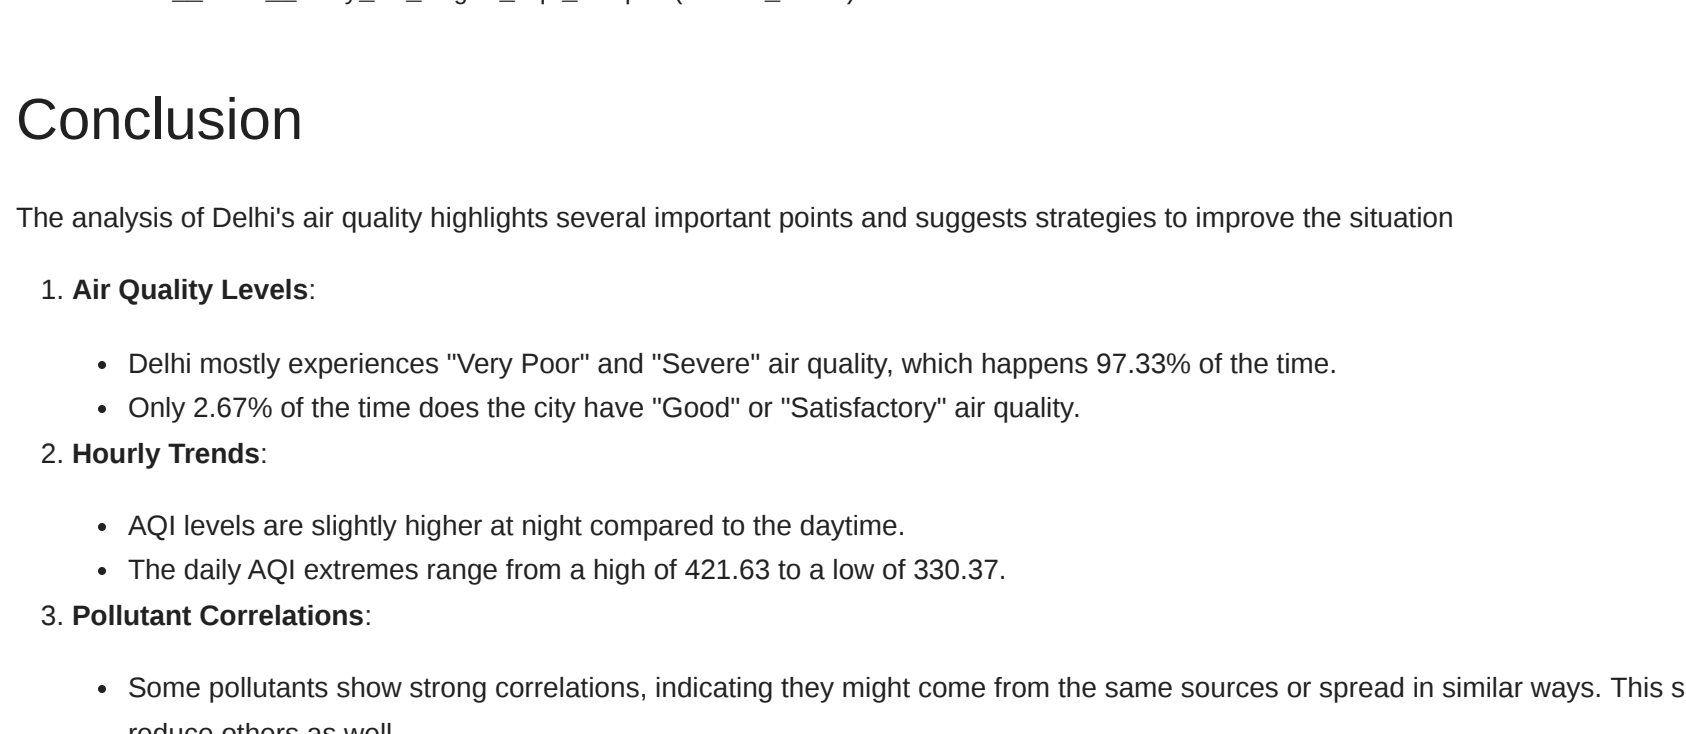 Conclusion
The analysis of Delhi's air quality highlights several important points and suggests strategies to improve the situation
1. Air Quality Levels:
• Delhi mostly experiences "Very Poor" and "Severe" air quality, which happens 97.33% of the time.
• Only 2.67% of the time does the city have "Good" or "Satisfactory" air quality.
2. Hourly Trends:
• AQI levels are slightly higher at night compared to the daytime.
• The daily AQI extremes range from a high of 421.63 to a low of 330.37.
3. Pollutant Correlations:
• Some pollutants show strong correlations, indicating they might come from the same sources or spread in similar ways. This s
reduce others as well